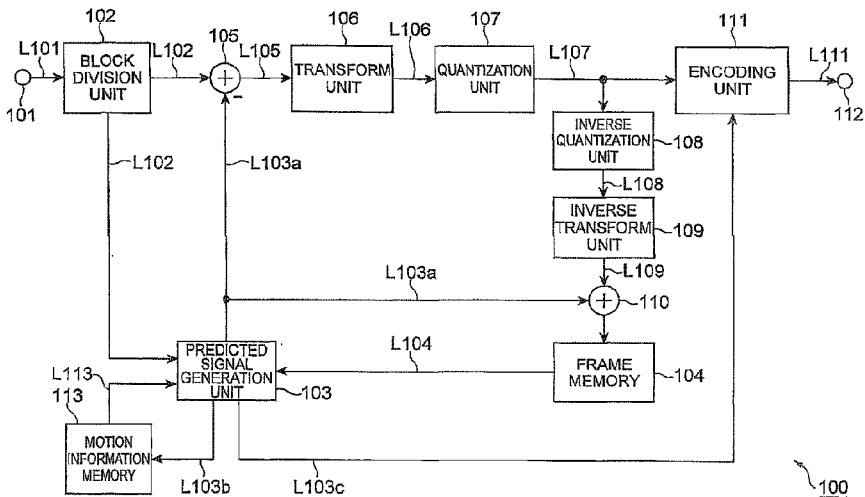 102
106
107
111
L101
BLOCK
DIVISION
UNIT
L102
105
L105
TRANSFORM
UNIT
L106
QUANTIZATION
UNIT
L107
ENCODING
UNIT
L111
101
112
-
L102
L103a
INVERSE
QUANTIZATION
UNIT
108
L108
INVERSE
TRANSFORM
UNIT
109
L109
L103a
110
PREDICTED
SIGNAL
GENERATION
UNIT
103
L104
FRAME
MEMORY
104
L113
113
MOTION
INFORMATION
MEMORY
L103b
L103c
100